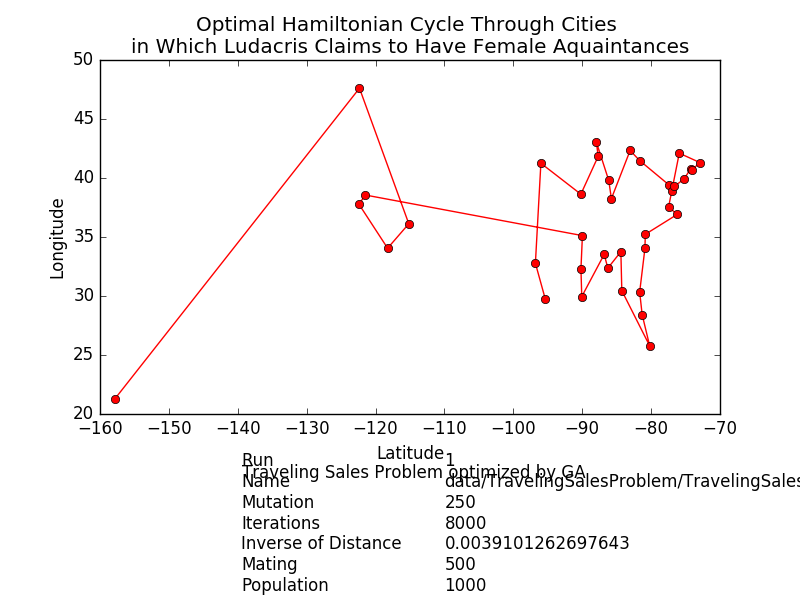 Optimal Hamiltonian Cycle Through Cities
in Which Ludacris Claims to Have Female Aquaintances
50
45
40
35
30
25
20
Longitude
−160 −150 −140 −130 −120 −110 −100 −90 −80 −70
Latitude
Run 1
Traveling Sales Problem optimized by GA
Name data/TravelingSalesProblem/TravelingSales
Mutation 250
Iterations 8000
Inverse of Distance 0.0039101262697643
Mating 500
Population 1000